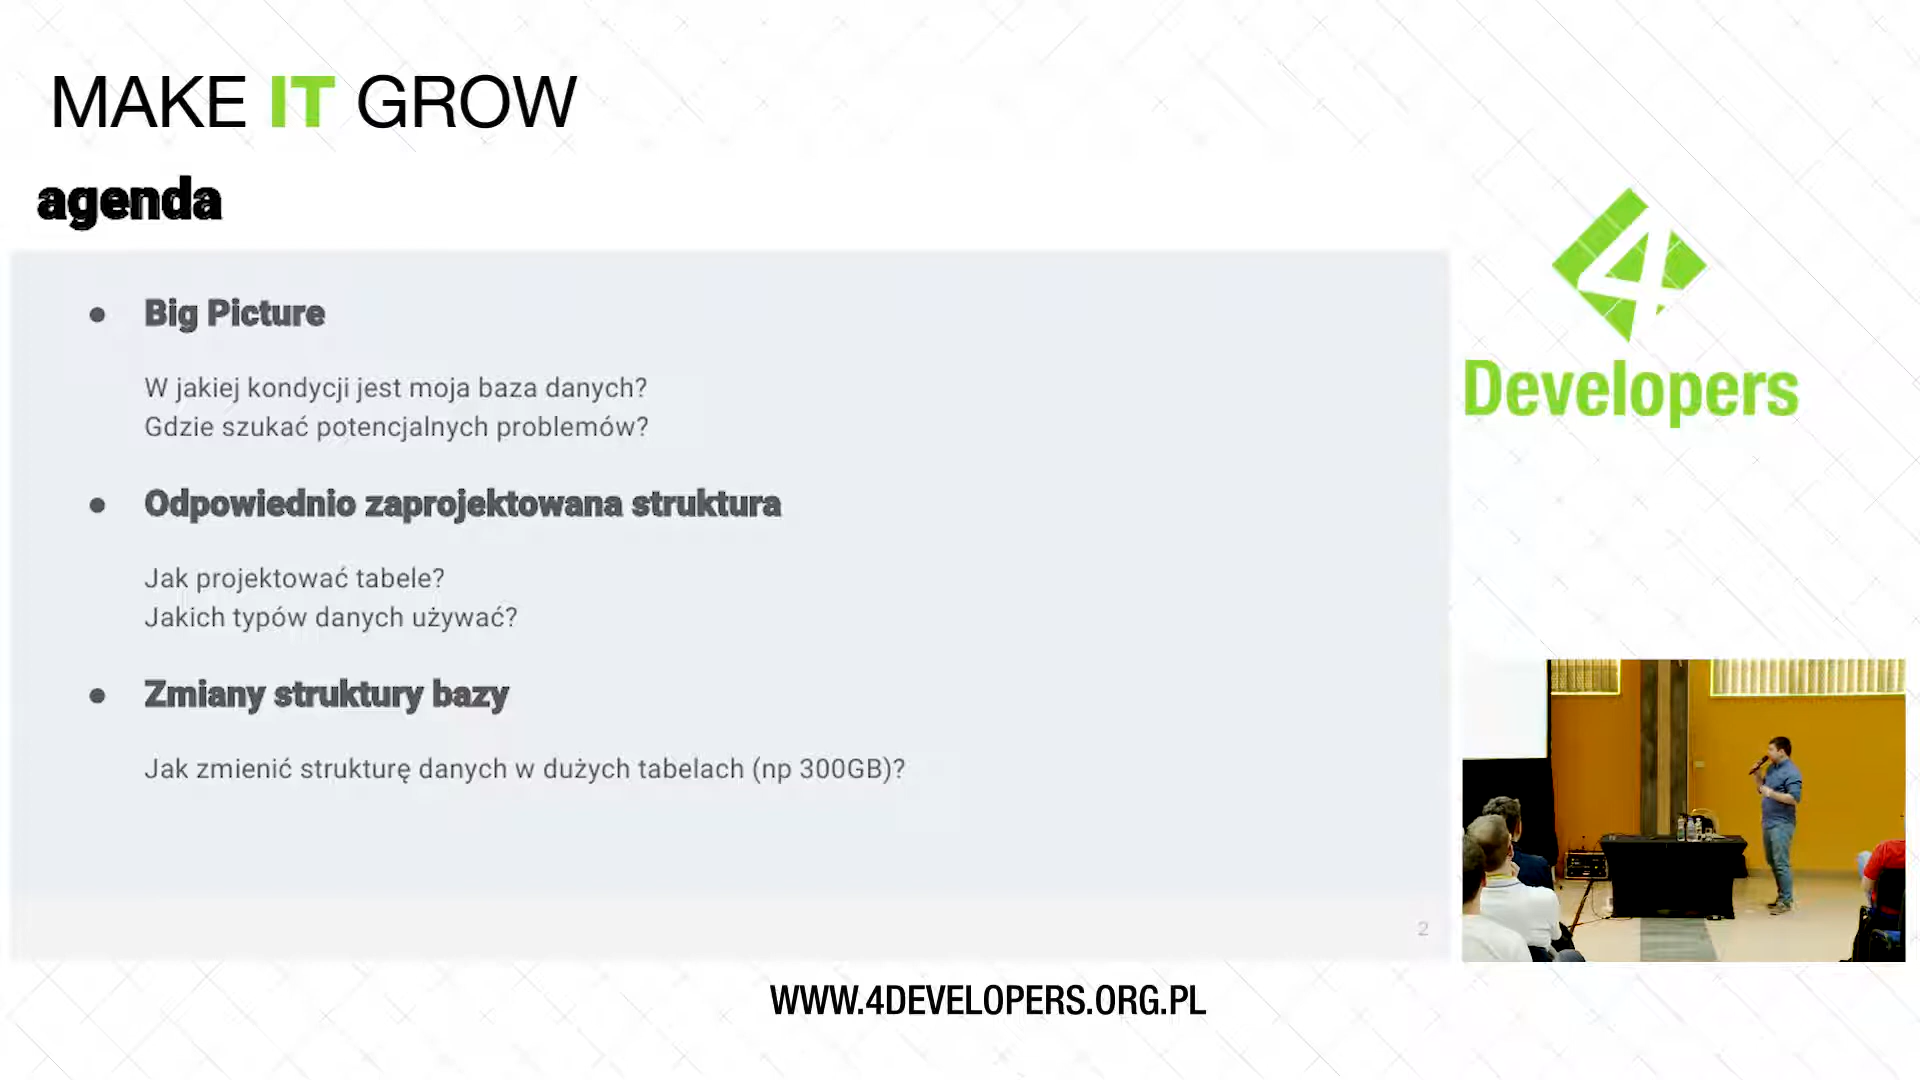 MAKE IT GROW
agenda
● Big Picture
W jakiej kondycji jest moja baza danych?
Gdzie szukać potencjalnych problemów?
● Odpowiednio zaprojektowana struktura
Jak projektować tabele?
Jakich typów danych używać?
● Zmiany struktury bazy
Jak zmienić strukturę danych w dużych tabelach (np 300GB)?
2
4
Developers
WWW.4DEVELOPERS.ORG.PL